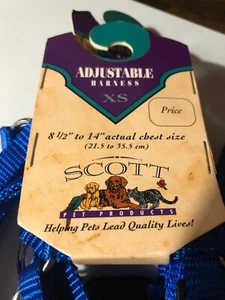 ADJUSTABLE
HARNESS
XS
Price
8 1/2" to 14" actual chest size
(21.5 to 35.5 cm)
SCOTT
PET PRODUCTS
Helping Pets Lead Quality Lives!